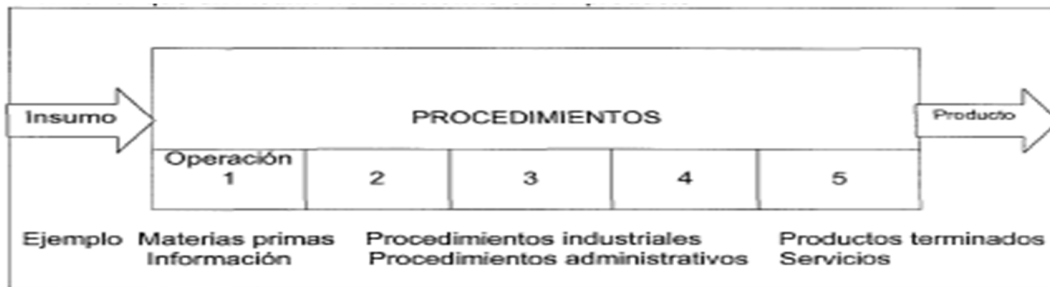 Insumo
PROCEDIMIENTOS
Producto
Operación
1 2 3 4 5
Ejemplo Materias primas Procedimientos industriales Productos terminados
Información Procedimientos administrativos Servicios